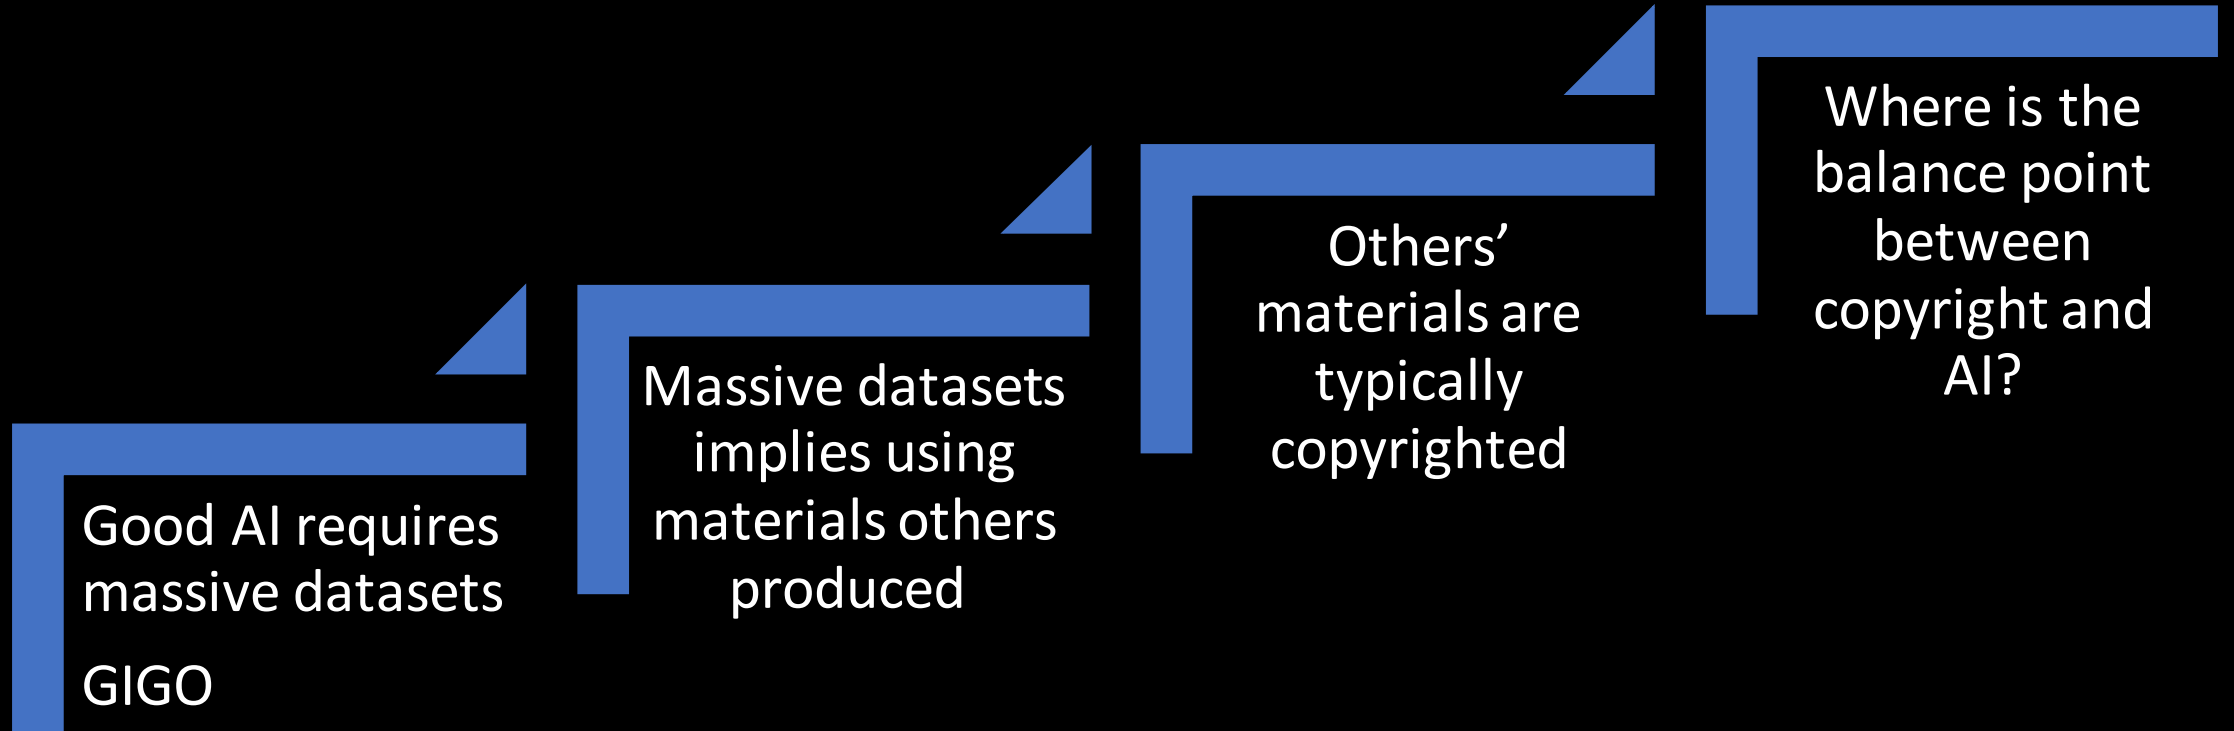 Good AI requires
massive datasets
GIGO
Massive datasets
implies using
materials others
produced
Others’
materials are
typically
copyrighted
Where is the
balance point
between
copyright and
AI?